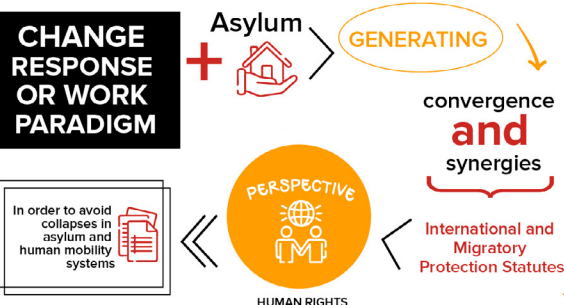 CHANGE
RESPONSE
OR WORK
PARADIGM
Asylum
GENERATING
convergence
and
synergies
International and
Migratory
Protection Statutes
PERSPECTIVE
HUMAN RIGHTS
In order to avoid
collapses in
asylum and
human mobility
systems